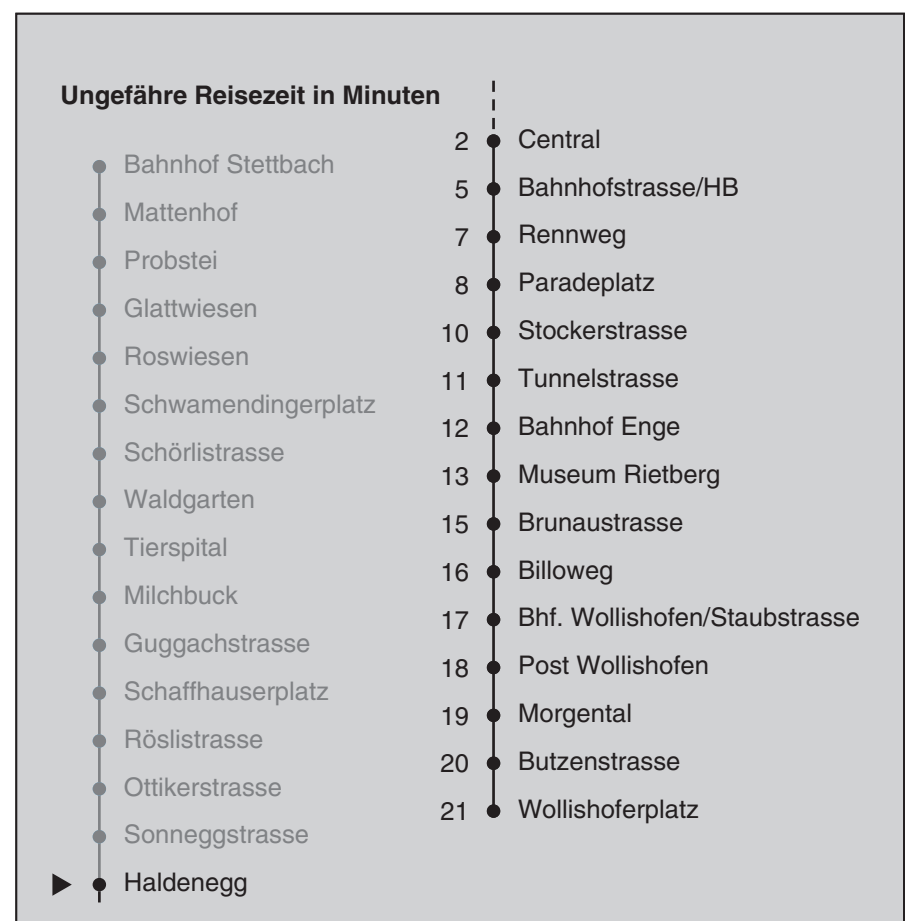 Ungefähre Reisezeit in Minuten
Bahnhof Stettbach
Mattenhof
Probstei
Glattwiesen
Roswiesen
Schwamendingerplatz
Schörlistrasse
Waldgarten
Tierspital
Milchbuck
Guggachstrasse
Schaffhauserplatz
Röslistrasse
Ottikerstrasse
Sonneggstrasse
Haldenegg
2 Central
5 Bahnhofstrasse/HB
7 Rennweg
8 Paradeplatz
10 Stockerstrasse
11 Tunnelstrasse
12 Bahnhof Enge
13 Museum Rietberg
15 Brunaustrasse
16 Billoweg
17 Bhf. Wollishofen/Staubstrasse
18 Post Wollishofen
19 Morgental
20 Butzenstrasse
21 Wollishoferplatz